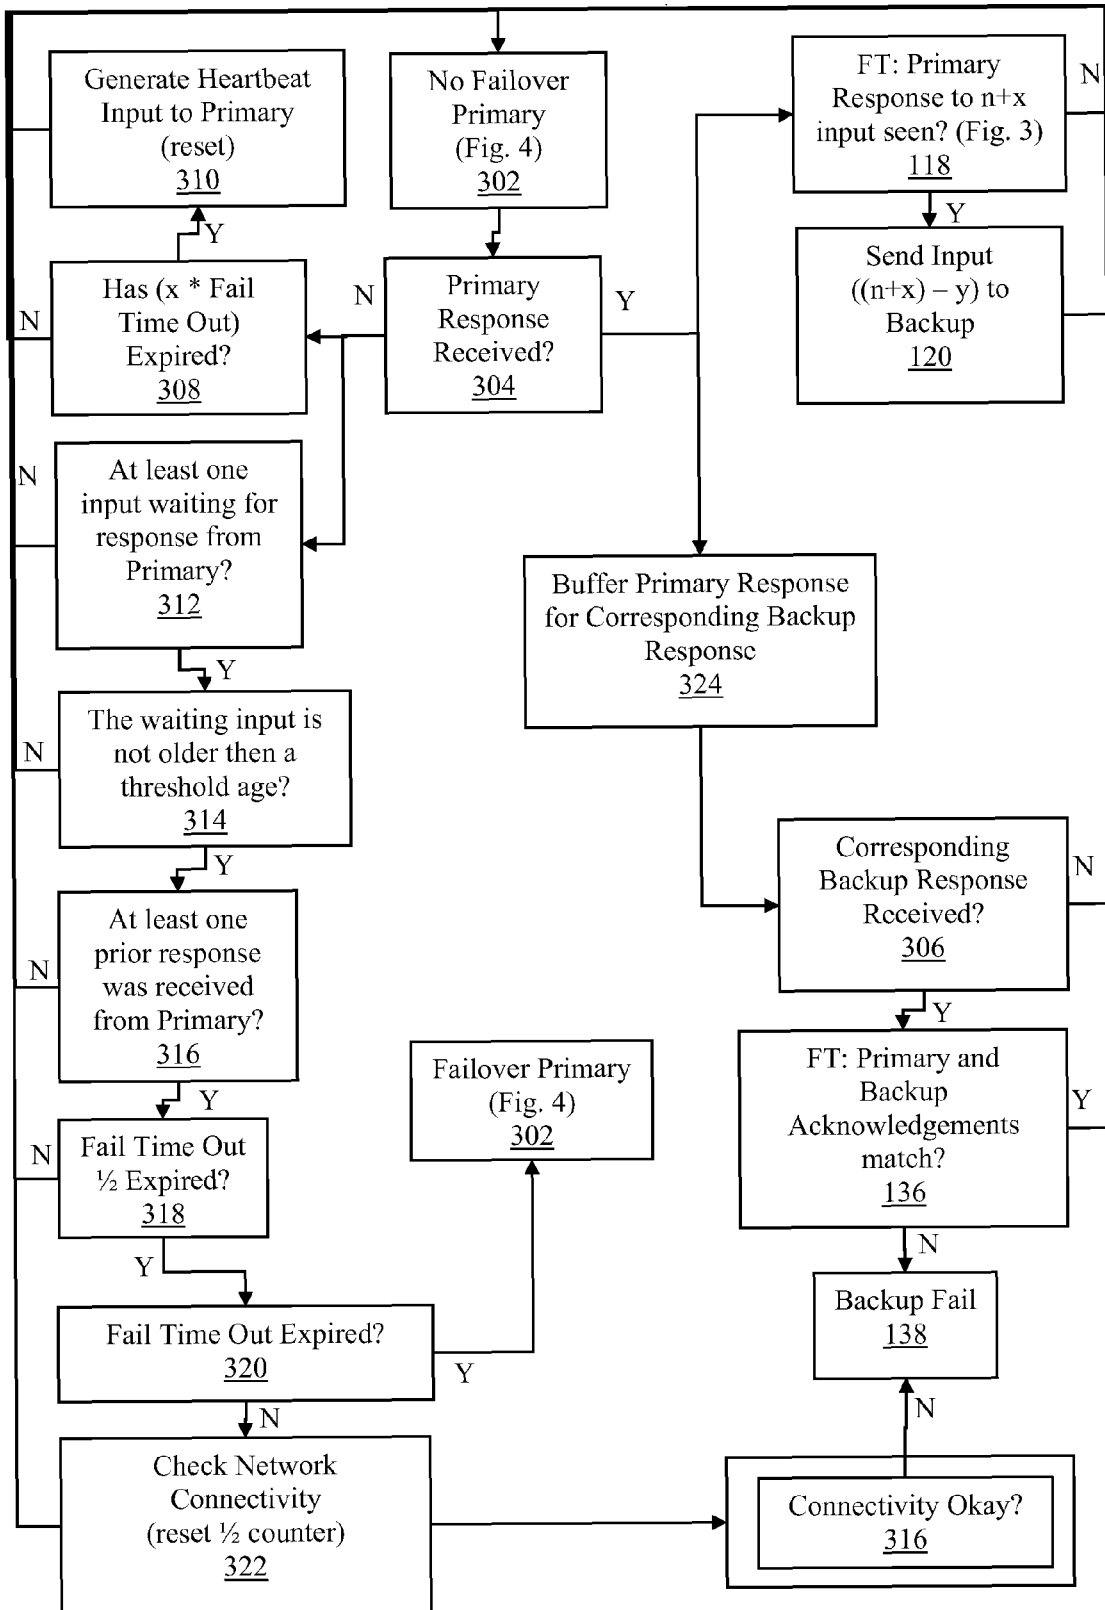 Generate Heartbeat
Input to Primary
(reset)
310
Y
No Failover
Primary
(Fig. 4)
302
FT: Primary
Response to n+x
input seen? (Fig. 3)
118
N
Y
Send Input
((n+x) – y) to
Backup
120
Has (x * Fail
Time Out)
Expired?
308
N
N
Primary
Response
Received?
304
Y
At least one
input waiting for
response from
Primary?
312
N
Y
Buffer Primary Response
for Corresponding Backup
Response
324
The waiting input is
not older then a
threshold age?
314
N
Y
Corresponding
Backup Response
Received?
306
N
Y
At least one
prior response
was received
from Primary?
316
N
Y
Failover Primary
(Fig. 4)
302
FT: Primary and
Backup
Acknowledgements
match?
136
Y
N
Fail Time Out
½ Expired?
318
N
Y
Backup Fail
138
N
Fail Time Out Expired?
320
Y
N
Check Network
Connectivity
(reset ½ counter)
322
Connectivity Okay?
316